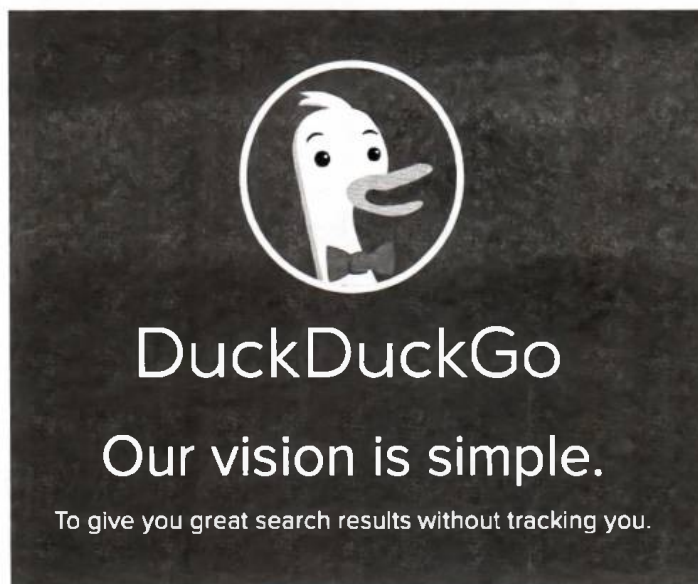 DuckDuckGo
Our vision is simple.
To give you great search results without tracking you.